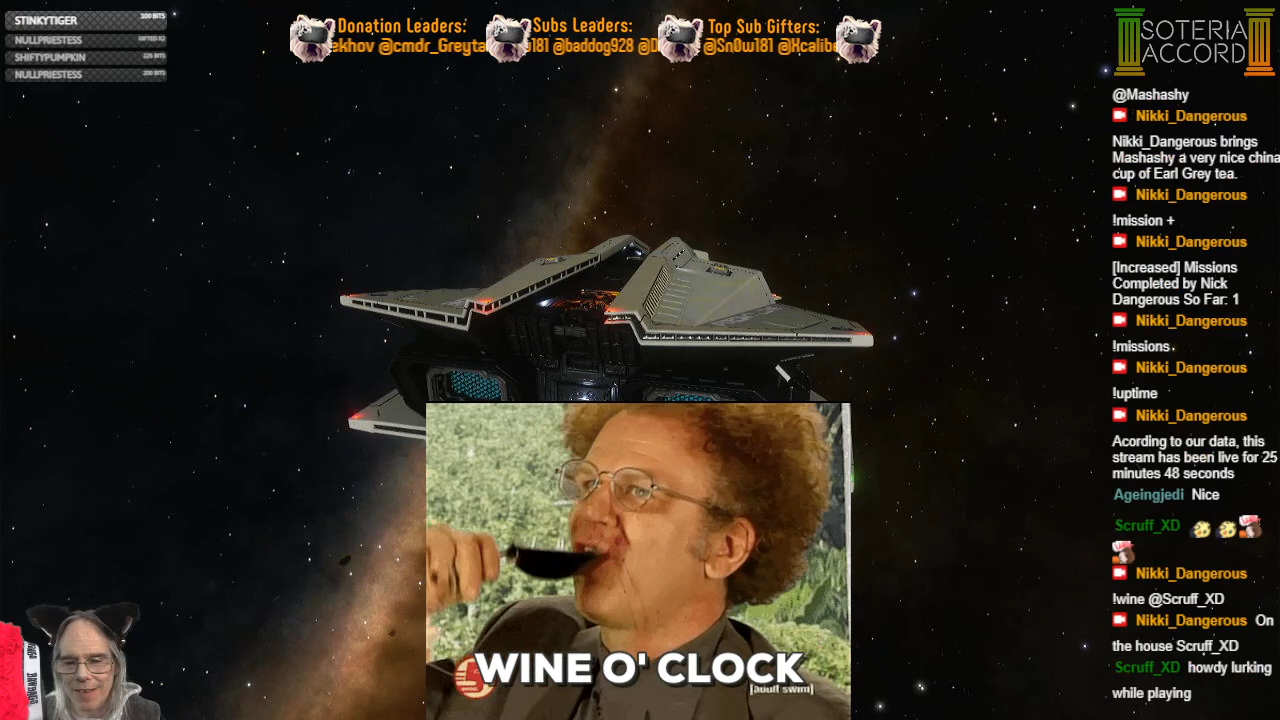 STINKYTIGER 100 BITS
NULLPRIESTESS GIFTED X2
SHIFTYPUMPKIN 225 BITS
NULLPRIESTESS 200 BITS
Donation Leaders:
ekhov @cmdr_Greyta
Subs Leaders:
181 @baddog928 @D
Top Sub Gifters:
@Sn0w181 @Xcalibe
SOTERIA
ACCORD
@Mashashy
Nikki_Dangerous
Nikki_Dangerous brings
Mashashy a very nice china
cup of Earl Grey tea.
Nikki_Dangerous
!mission +
Nikki_Dangerous
[Increased] Missions
Completed by Nick
Dangerous So Far: 1
Nikki_Dangerous
!missions
Nikki_Dangerous
!uptime
Nikki_Dangerous
Acording to our data, this
stream has been live for 25
minutes 48 seconds
Ageingjedi Nice
Scruff_XD
Nikki_Dangerous
!wine @Scruff_XD
Nikki_Dangerous On
the house Scruff_XD
Scruff_XD howdy lurking
while playing
WINE O' CLOCK
[adult swim]